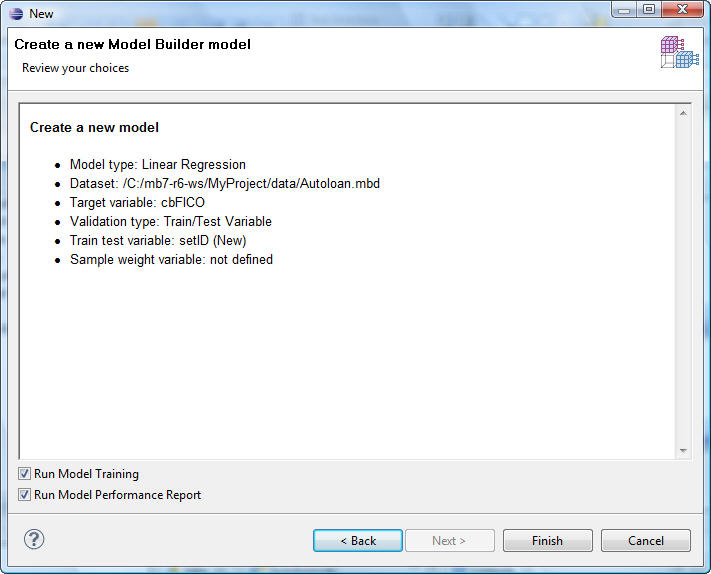 New
Create a new Model Builder model
Review your choices
Create a new model
Model type: Linear Regression
Dataset: /C:/mb7-r6-ws/MyProject/data/Autoloan.mbd
Target variable: cbFICO
Validation type: Train/Test Variable
Train test variable: setID (New)
Sample weight variable: not defined
Run Model Training
Run Model Performance Report
? < Back Next > Finish Cancel